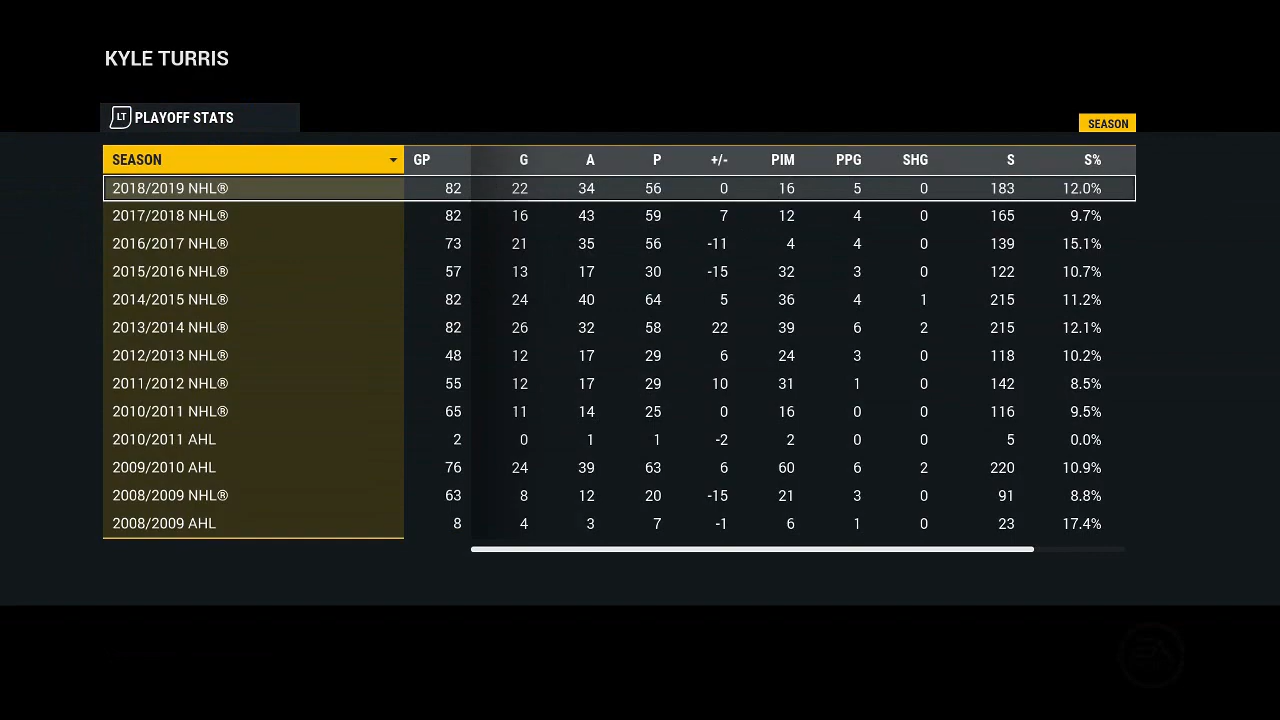 KYLE TURRIS
LT PLAYOFF STATS
SEASON
SEASON GP G A P +/- PIM PPG SHG S S%
2018/2019 NHL® 82 22 34 56 0 16 5 0 183 12.0%
2017/2018 NHL® 82 16 43 59 7 12 4 0 165 9.7%
2016/2017 NHL® 73 21 35 56 -11 4 4 0 139 15.1%
2015/2016 NHL® 57 13 17 30 -15 32 3 0 122 10.7%
2014/2015 NHL® 82 24 40 64 5 36 4 1 215 11.2%
2013/2014 NHL® 82 26 32 58 22 39 6 2 215 12.1%
2012/2013 NHL® 48 12 17 29 6 24 3 0 118 10.2%
2011/2012 NHL® 55 12 17 29 10 31 1 0 142 8.5%
2010/2011 NHL® 65 11 14 25 0 16 0 0 116 9.5%
2010/2011 AHL 2 0 1 1 -2 2 0 0 5 0.0%
2009/2010 AHL 76 24 39 63 6 60 6 2 220 10.9%
2008/2009 NHL® 63 8 12 20 -15 21 3 0 91 8.8%
2008/2009 AHL 8 4 3 7 -1 6 1 0 23 17.4%
EA